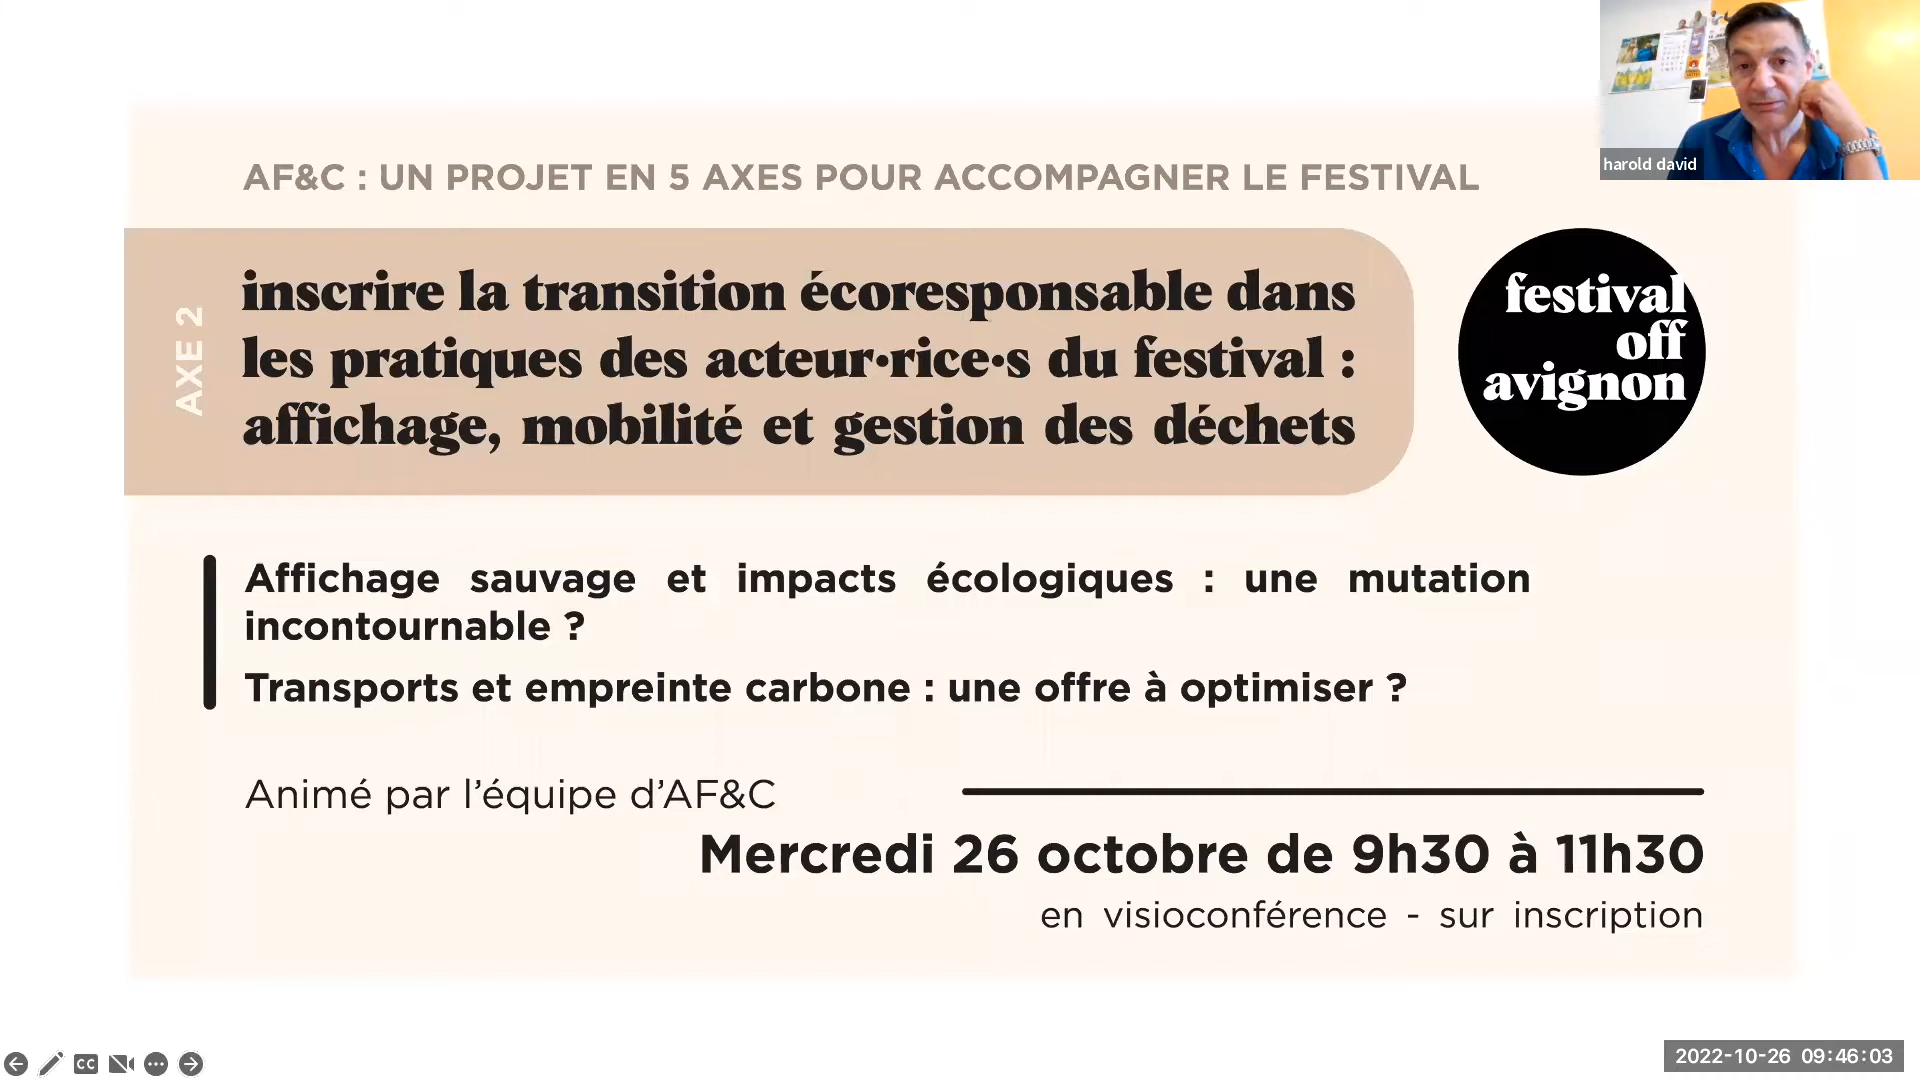 harold david
AF&C : UN PROJET EN 5 AXES POUR ACCOMPAGNER LE FESTIVAL
AXE 2
inscrire la transition écoresponsable dans
les pratiques des acteur·rice·s du festival :
affichage, mobilité et gestion des déchets
festival
off
avignon
Affichage sauvage et impacts écologiques : une mutation
incontournable ?
Transports et empreinte carbone : une offre à optimiser ?
Animé par l’équipe d’AF&C
Mercredi 26 octobre de 9h30 à 11h30
en visioconférence - sur inscription
CC
2022-10-26 09:46:03